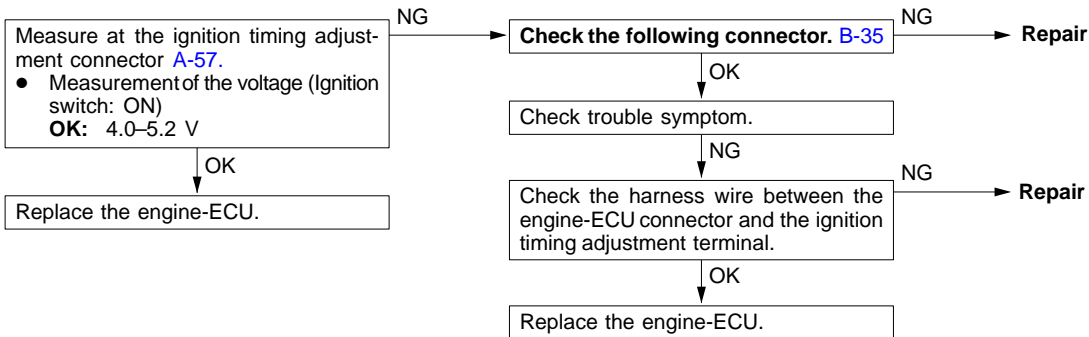 Measure at the ignition timing adjust-
ment connector A-57.
● Measurement of the voltage (Ignition
switch: ON)
OK: 4.0–5.2 V
OK
Replace the engine-ECU.
NG
Check the following connector. B-35
NG
Repair
OK
Check trouble symptom.
NG
Check the harness wire between the
engine-ECU connector and the ignition
timing adjustment terminal.
NG
Repair
OK
Replace the engine-ECU.